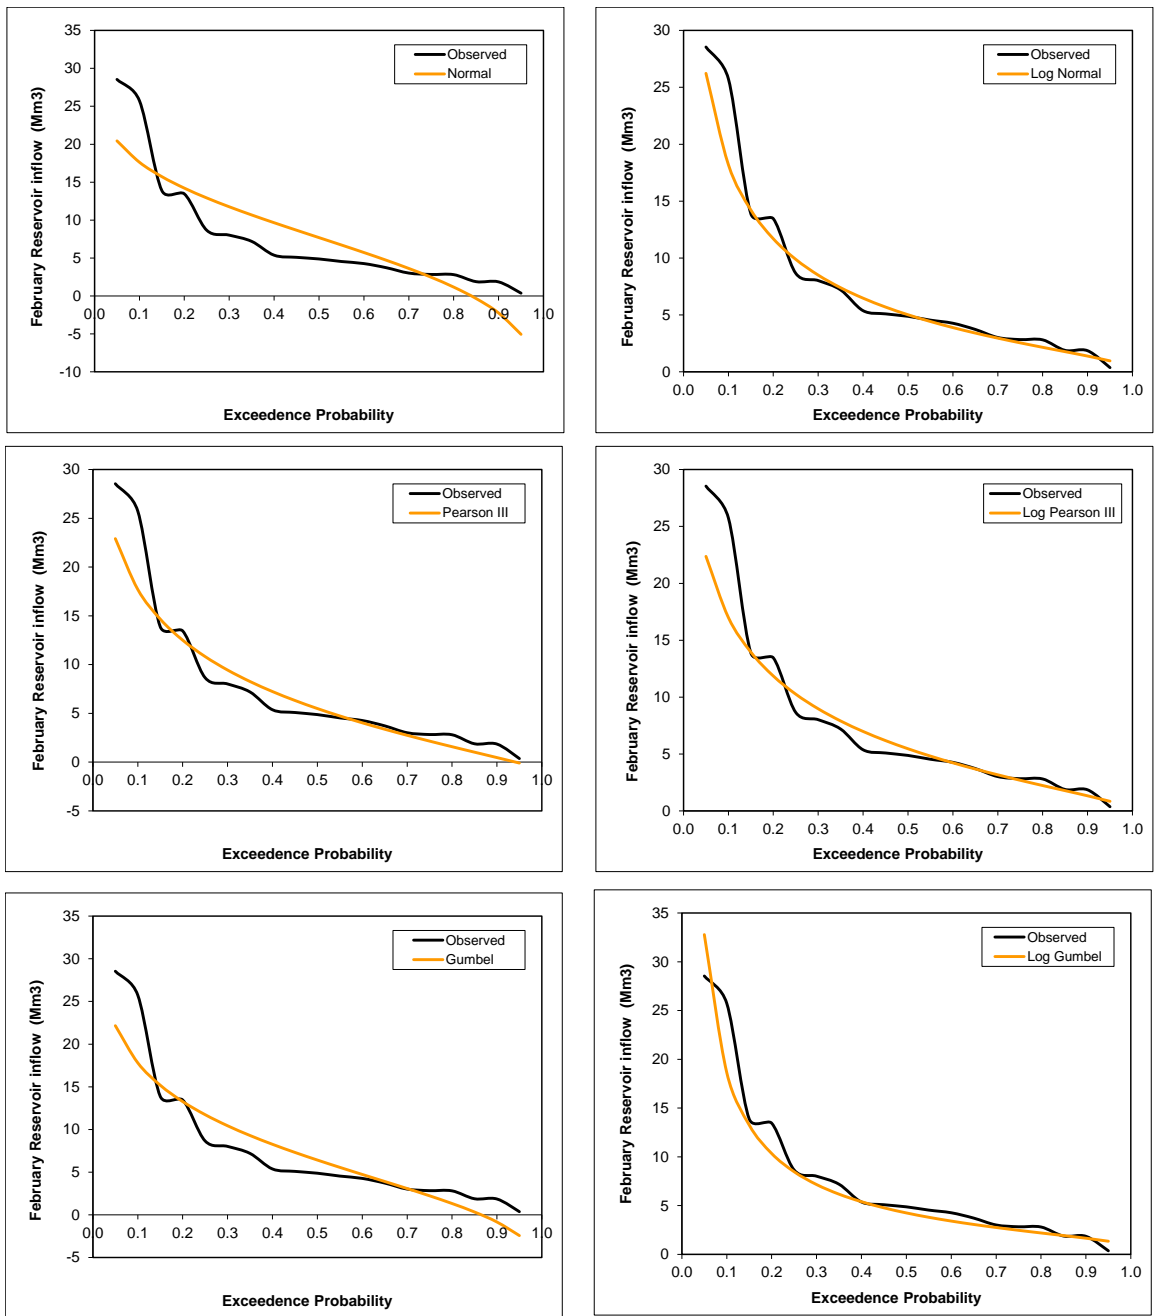 35
30
25
20
15
10
5
0
-5
-10
0.0 0.1 0.2 0.3 0.4 0.5 0.6 0.7 0.8 0.9 1.0
February Reservoir inflow (Mm3)
Exceedence Probability
Observed
Normal
30
25
20
15
10
5
0
0.0 0.1 0.2 0.3 0.4 0.5 0.6 0.7 0.8 0.9 1.0
February Reservoir inflow (Mm3)
Exceedence Probability
Observed
Log Normal
30
25
20
15
10
5
0
-5
0.0 0.1 0.2 0.3 0.4 0.5 0.6 0.7 0.8 0.9 1.0
February Reservoir inflow (Mm3)
Exceedence Probability
Observed
Pearson III
30
25
20
15
10
5
0
0.0 0.1 0.2 0.3 0.4 0.5 0.6 0.7 0.8 0.9 1.0
February Reservoir inflow (Mm3)
Exceedence Probability
Observed
Log Pearson III
35
30
25
20
15
10
5
0
-5
0.0 0.1 0.2 0.3 0.4 0.5 0.6 0.7 0.8 0.9 1.0
February Reservoir inflow (Mm3)
Exceedence Probability
Observed
Gumbel
35
30
25
20
15
10
5
0
0.0 0.1 0.2 0.3 0.4 0.5 0.6 0.7 0.8 0.9 1.0
February Reservoir inflow (Mm3)
Exceedence Probability
Observed
Log Gumbel